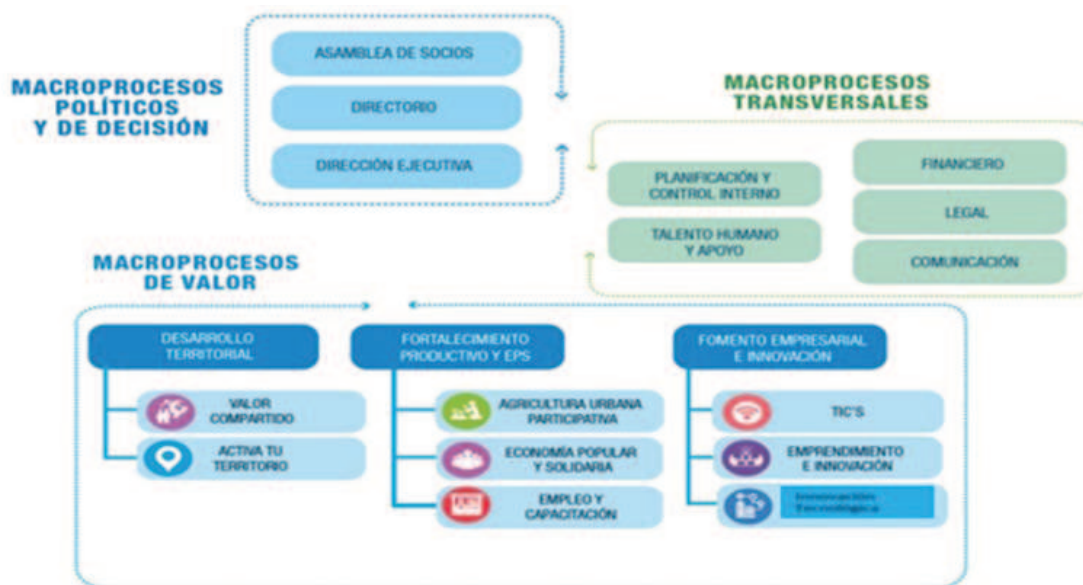 MACROPROCESOS
POLÍTICOS
Y DE DECISIÓN
ASAMBLEA DE SOCIOS
DIRECTORIO
DIRECCIÓN EJECUTIVA
MACROPROCESOS
TRANSVERSALES
PLANIFICACIÓN Y
CONTROL INTERNO
TALENTO HUMANO
Y APOYO
FINANCIERO
LEGAL
COMUNICACIÓN
MACROPROCESOS
DE VALOR
DESARROLLO
TERRITORIAL
VALOR
COMPARTIDO
ACTIVA TU
TERRITORIO
FORTALECIMIENTO
PRODUCTIVO Y EPS
AGRICULTURA URBANA
PARTICIPATIVA
ECONOMÍA POPULAR
Y SOLIDARIA
EMPLEO Y
CAPACITACIÓN
FOMENTO EMPRESARIAL
E INNOVACIÓN
TIC'S
EMPRENDIMIENTO
E INNOVACIÓN